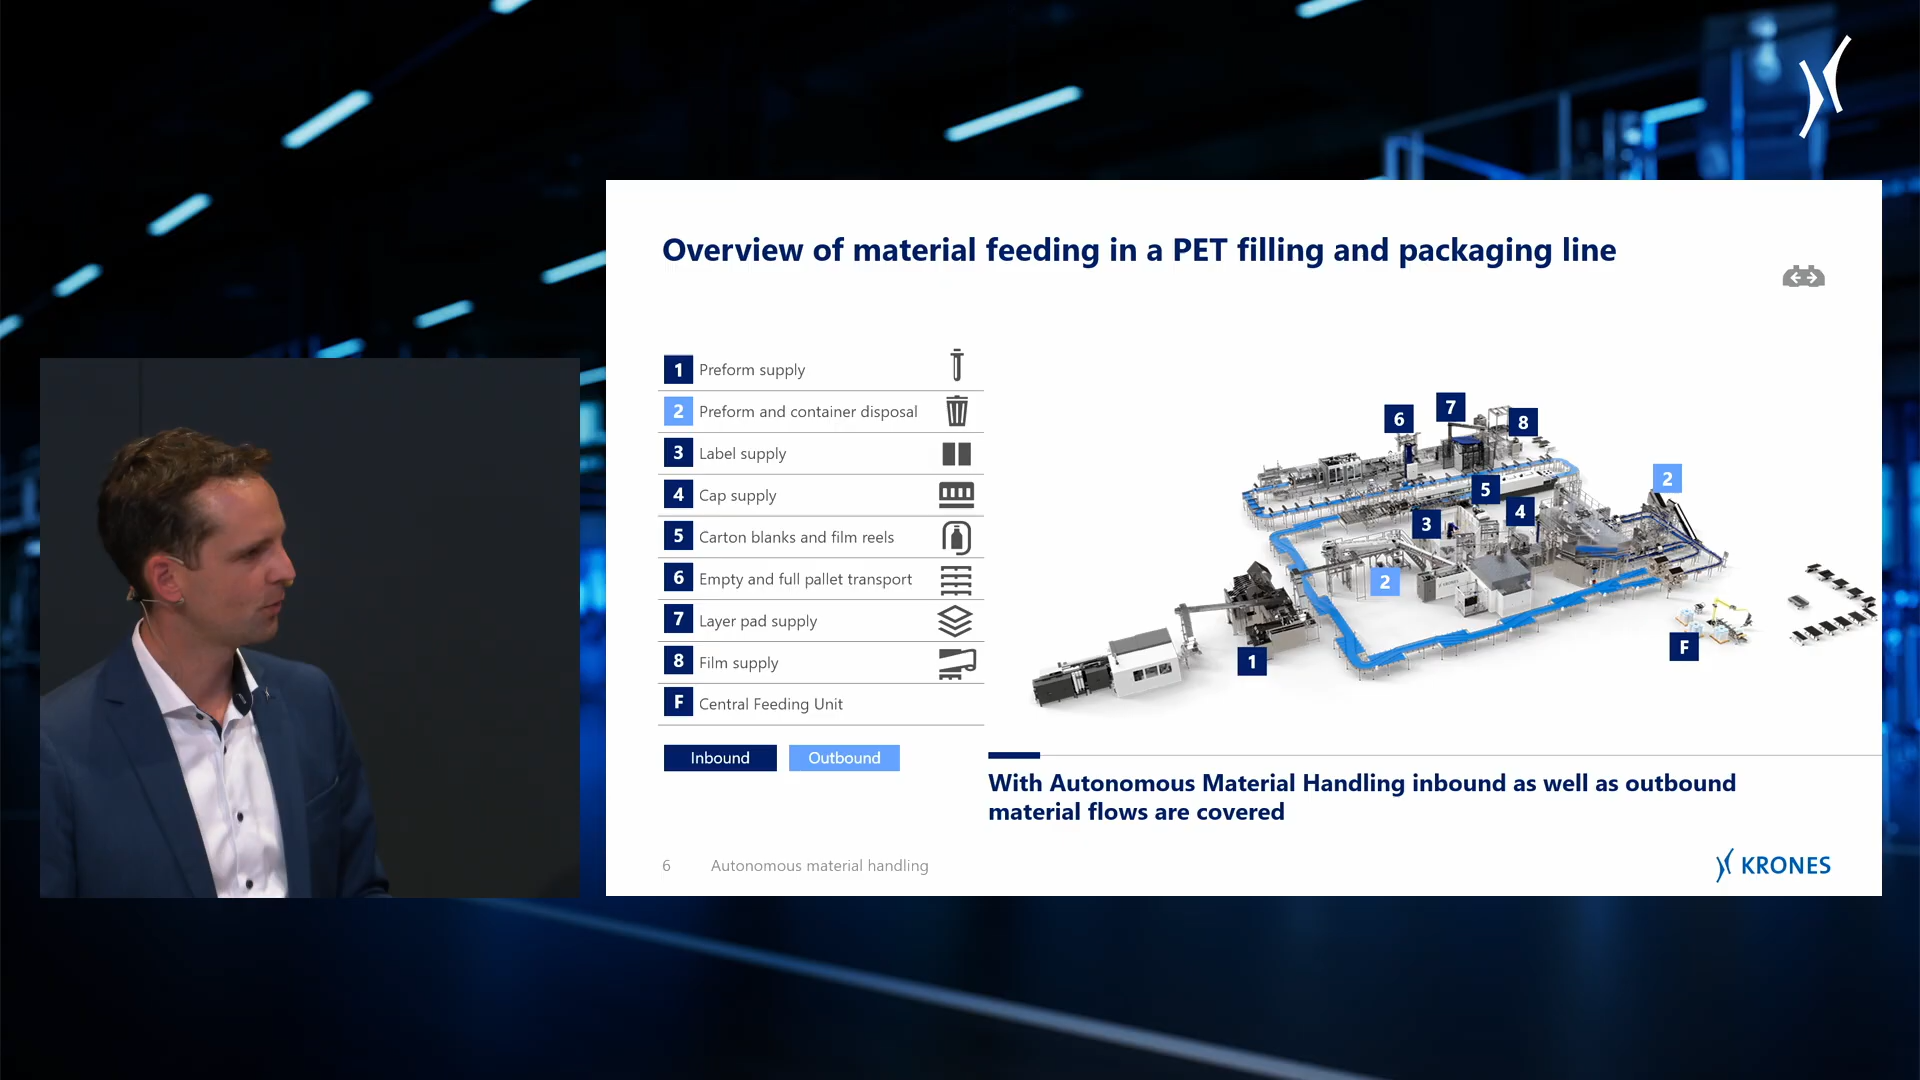 Overview of material feeding in a PET filling and packaging line
1 Preform supply
2 Preform and container disposal
3 Label supply
4 Cap supply
5 Carton blanks and film reels
6 Empty and full pallet transport
7 Layer pad supply
8 Film supply
F Central Feeding Unit
Inbound Outbound
6
7
8
2
5
4
3
2
F
1
With Autonomous Material Handling inbound as well as outbound
material flows are covered
6 Autonomous material handling
KRONES